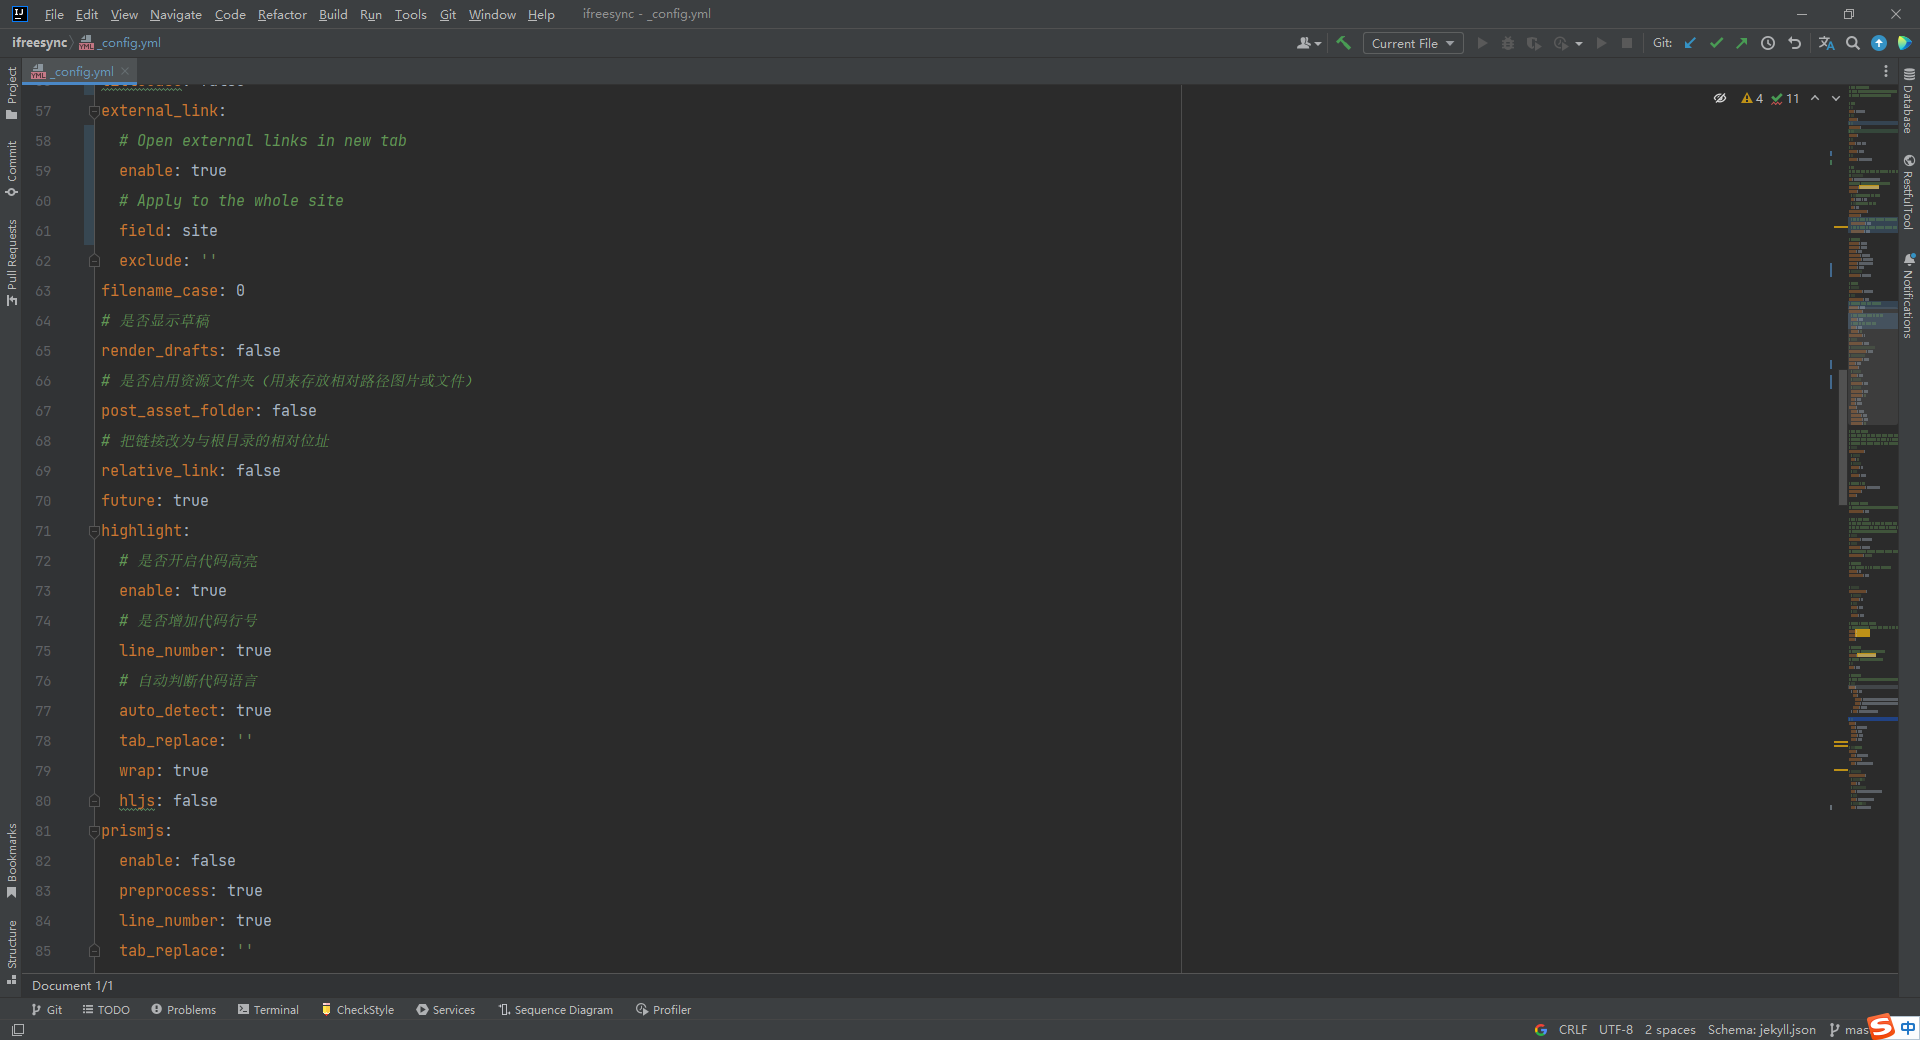 File Edit View Navigate Code Refactor Build Run Tools Git Window Help ifreesync - _config.yml
ifreesync _config.yml Current File Git:
_config.yml
4 11
57 external_link:
58 # Open external links in new tab
59 enable: true
60 # Apply to the whole site
61 field: site
62 exclude: ''
63 filename_case: 0
64 # 是否显示草稿
65 render_drafts: false
66 # 是否启用资源文件夹（用来存放相对路径图片或文件）
67 post_asset_folder: false
68 # 把链接改为与根目录的相对位址
69 relative_link: false
70 future: true
71 highlight:
72 # 是否开启代码高亮
73 enable: true
74 # 是否增加代码行号
75 line_number: true
76 # 自动判断代码语言
77 auto_detect: true
78 tab_replace: ''
79 wrap: true
80 hljs: false
81 prismjs:
82 enable: false
83 preprocess: true
84 line_number: true
85 tab_replace: ''
Project
Commit
Pull Requests
Bookmarks
Structure
Database
RestfulTool
Notifications
Document 1/1
Git TODO Problems Terminal CheckStyle Services Sequence Diagram Profiler
CRLF UTF-8 2 spaces Schema: jekyll.json mas 中